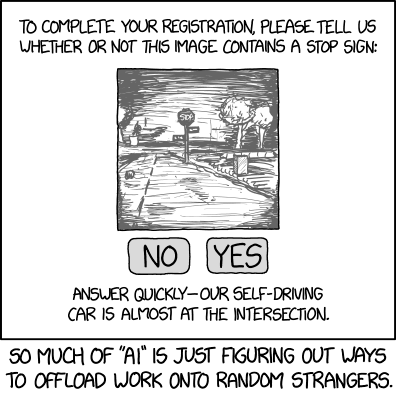 TO COMPLETE YOUR REGISTRATION, PLEASE TELL US
WHETHER OR NOT THIS IMAGE CONTAINS A STOP SIGN:
STOP
NO YES
ANSWER QUICKLY—OUR SELF-DRIVING
CAR IS ALMOST AT THE INTERSECTION.
SO MUCH OF "AI" IS JUST FIGURING OUT WAYS
TO OFFLOAD WORK ONTO RANDOM STRANGERS.